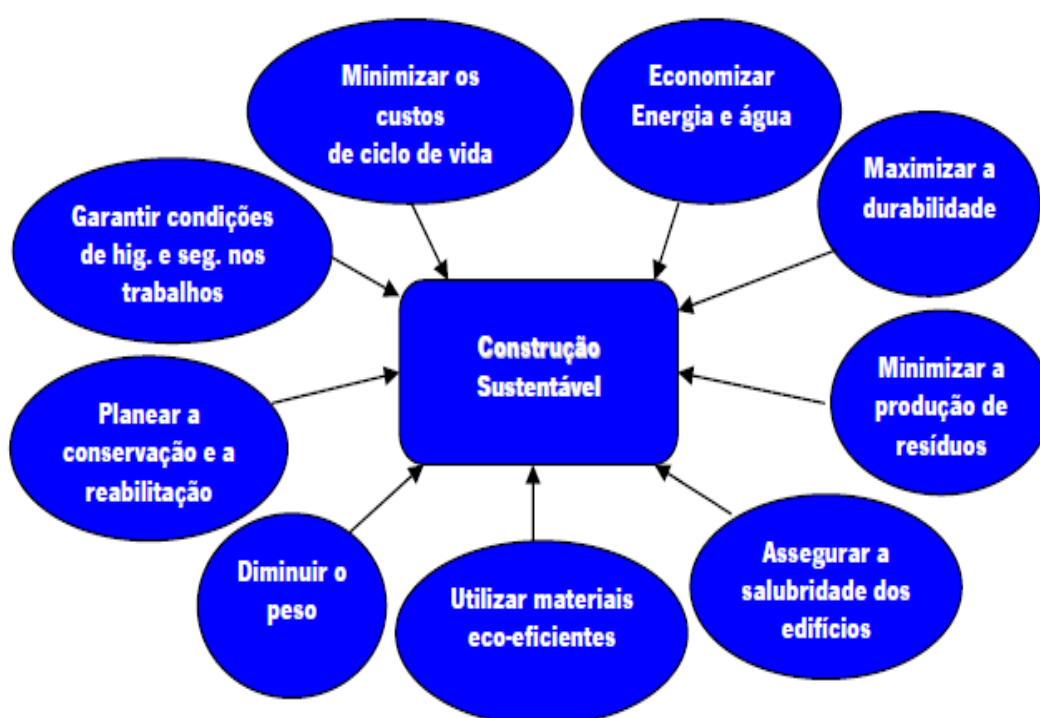 Minimizar os
custos
de ciclo de vida
Economizar
Energia e água
Maximizar a
durabilidade
Garantir condições
de hig. e seg. nos
trabalhos
Construção
Sustentável
Minimizar a
produção de
resíduos
Planear a
conservação e a
reabilitação
Diminuir o
peso
Utilizar materiais
eco-eficientes
Assegurar a
salubridade dos
edifícios